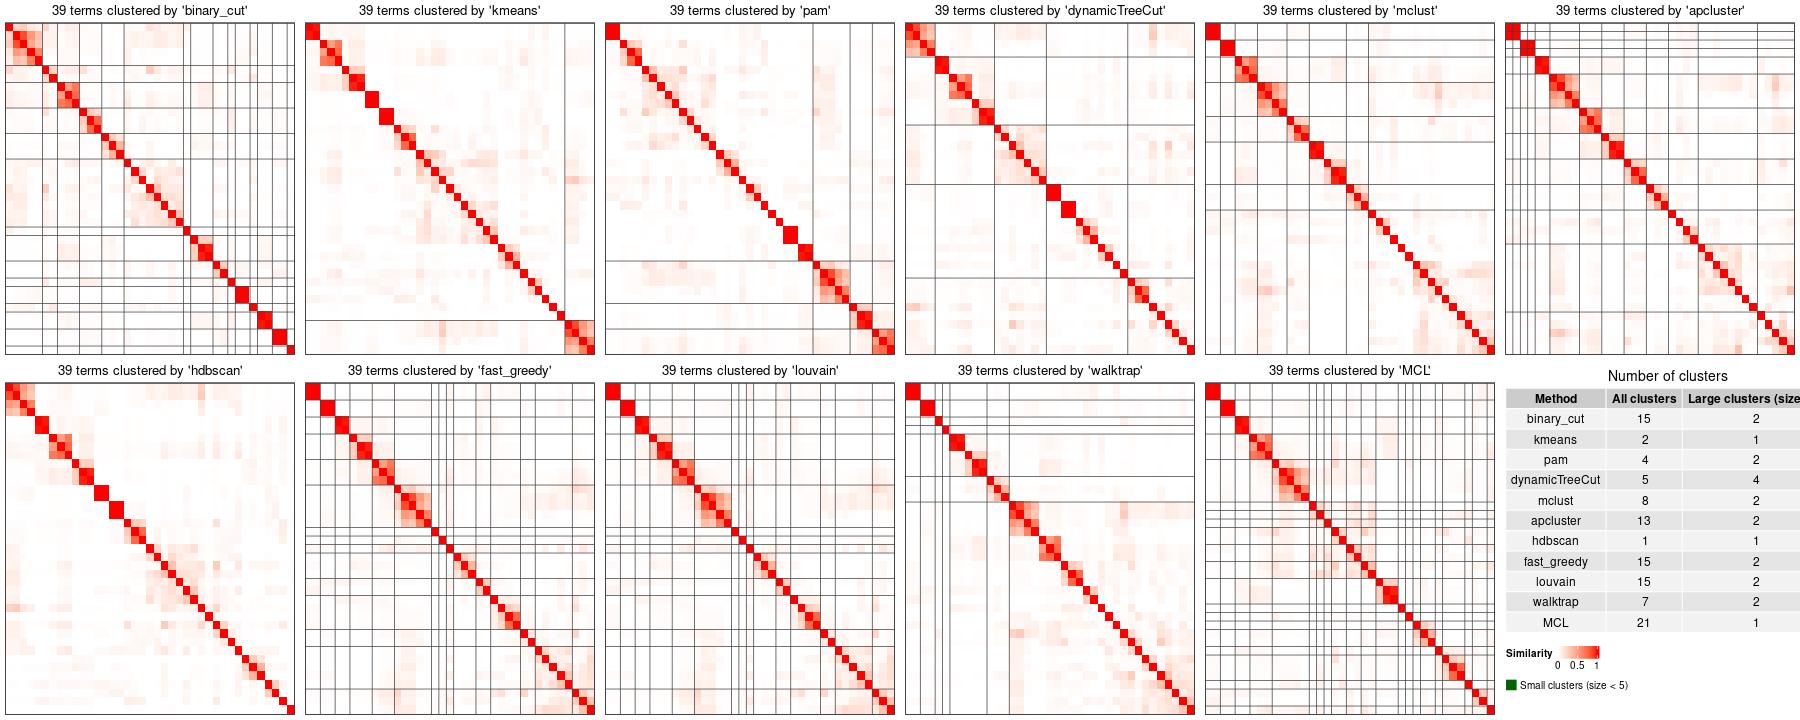 39 terms clustered by 'binary_cut'
39 terms clustered by 'kmeans'
39 terms clustered by 'pam'
39 terms clustered by 'dynamicTreeCut'
39 terms clustered by 'mclust'
39 terms clustered by 'apcluster'
39 terms clustered by 'hdbscan'
39 terms clustered by 'fast_greedy'
39 terms clustered by 'louvain'
39 terms clustered by 'walktrap'
39 terms clustered by 'MCL'
Number of clusters
Method All clusters Large clusters (size
binary_cut 15 2
kmeans 2 1
pam 4 2
dynamicTreeCut 5 4
mclust 8 2
apcluster 13 2
hdbscan 1 1
fast_greedy 15 2
louvain 15 2
walktrap 7 2
MCL 21 1
Similarity
0 0.5 1
Small clusters (size < 5)